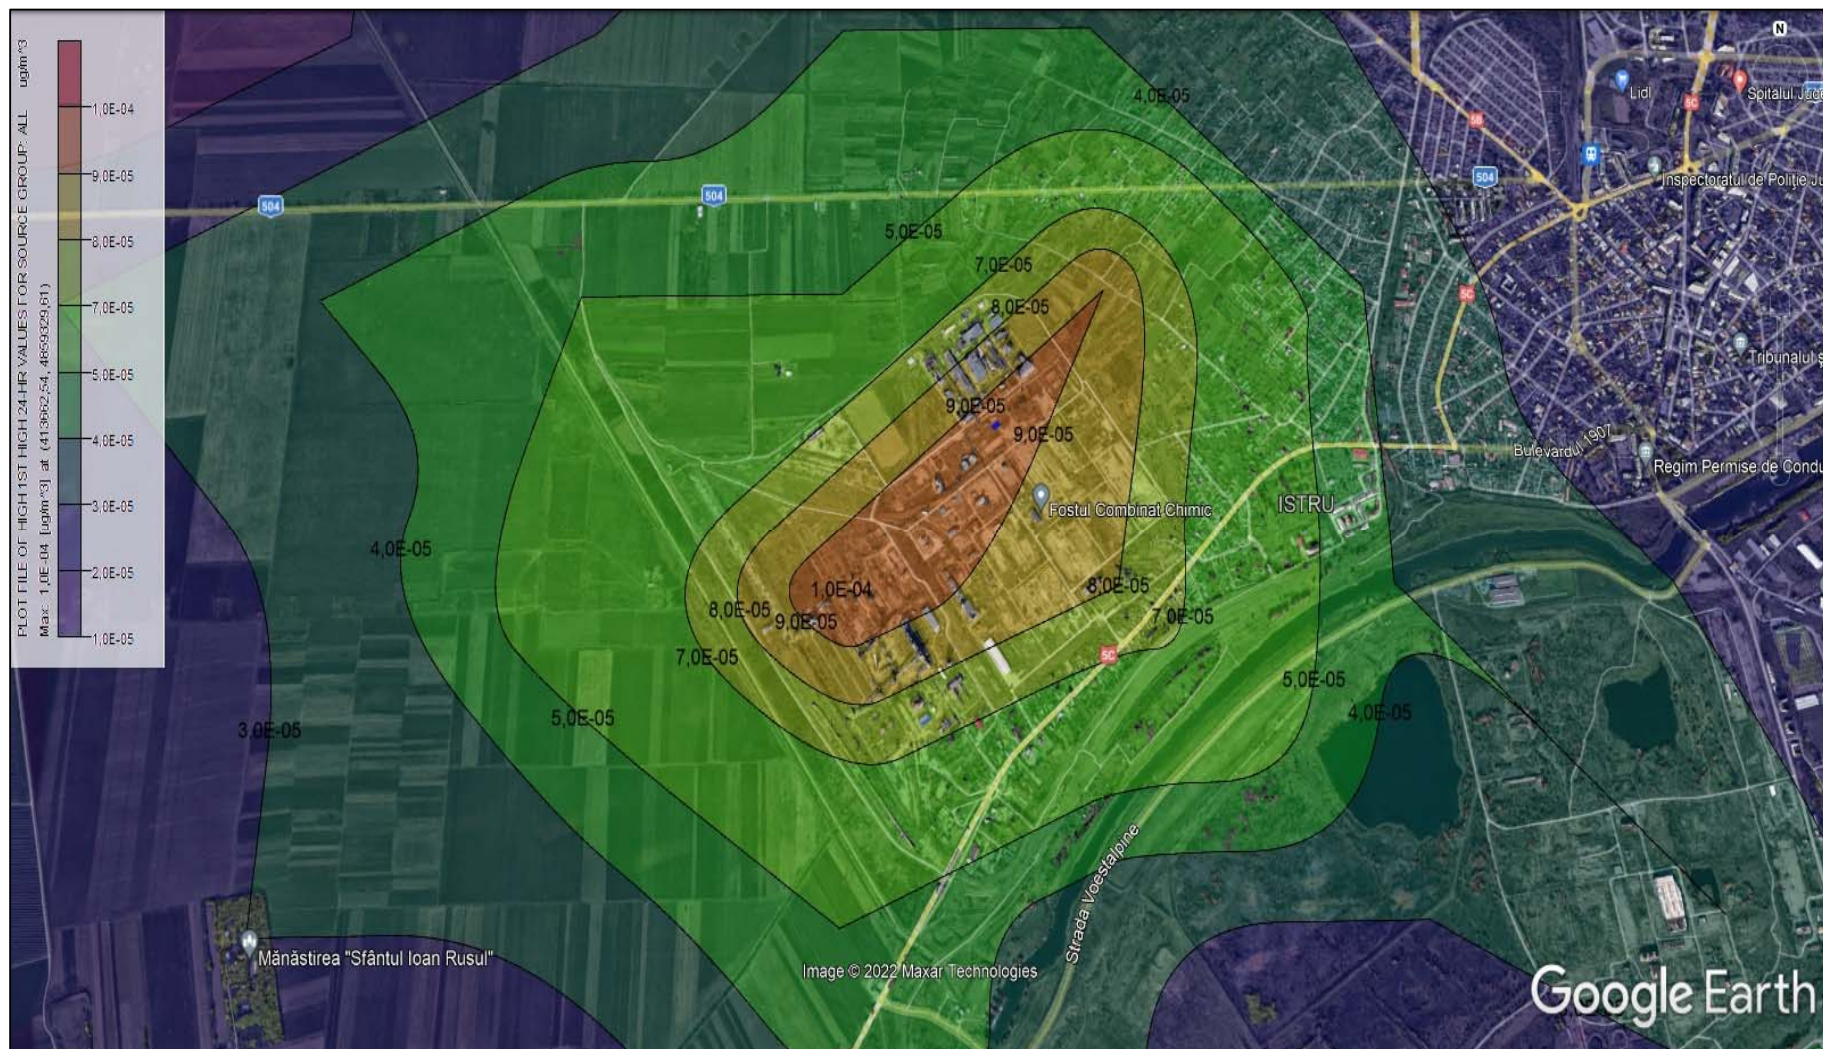 PLOT FILE OF HIGH 1ST HIGH 24-HR VALUES FOR SOURCE GROUP: ALL ug/m^3
Max: 1,0E-04 [ug/m^3] at (413662,54, 4859329,61)
1,0E-04
9,0E-05
8,0E-05
7,0E-05
5,0E-05
4,0E-05
3,0E-05
2,0E-05
1,0E-05
N
Lidl
5C
Spitalul Jude
4,0E-05
5B
504
504
504
Inspectoratul de Poliție Ju
5,0E-05
7,0E-05
8,0E-05
5C
Tribunalul ș
9,0E-05
9,0E-05
Bulevardul 1907
Regim Permise de Condu
Fostul Combinat Chimic
ISTRU
4,0E-05
1,0E-04
8,0E-05
8,0E-05
9,0E-05
7,0E-05
7,0E-05
5C
5,0E-05
5,0E-05
4,0E-05
3,0E-05
Strada Voestalpine
Mănăstirea "Sfântul Ioan Rusul"
Image © 2022 Maxar Technologies
Google Earth